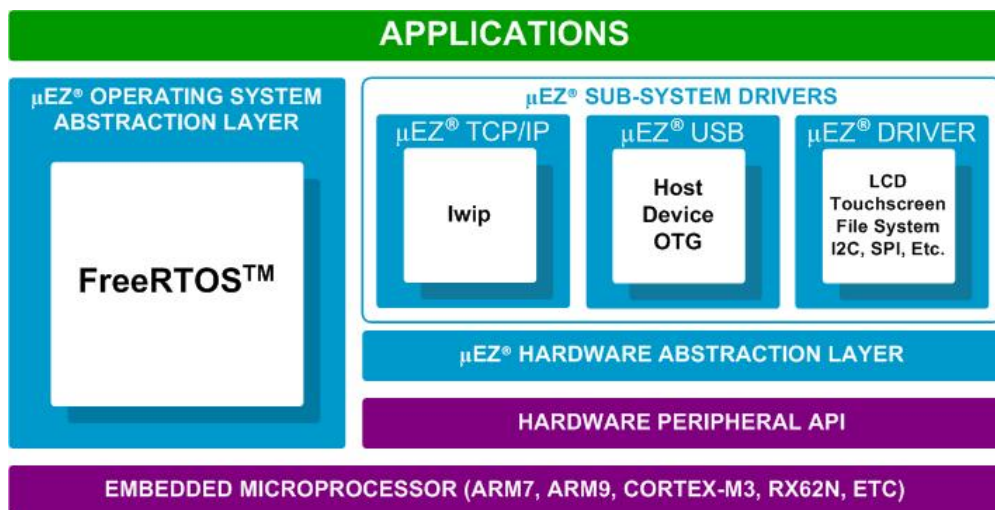 APPLICATIONS
μEZ® OPERATING SYSTEM
ABSTRACTION LAYER
FreeRTOS™
μEZ® SUB-SYSTEM DRIVERS
μEZ® TCP/IP
lwip
μEZ® USB
Host
Device
OTG
μEZ® DRIVER
LCD
Touchscreen
File System
I2C, SPI, Etc.
μEZ® HARDWARE ABSTRACTION LAYER
HARDWARE PERIPHERAL API
EMBEDDED MICROPROCESSOR (ARM7, ARM9, CORTEX-M3, RX62N, ETC)